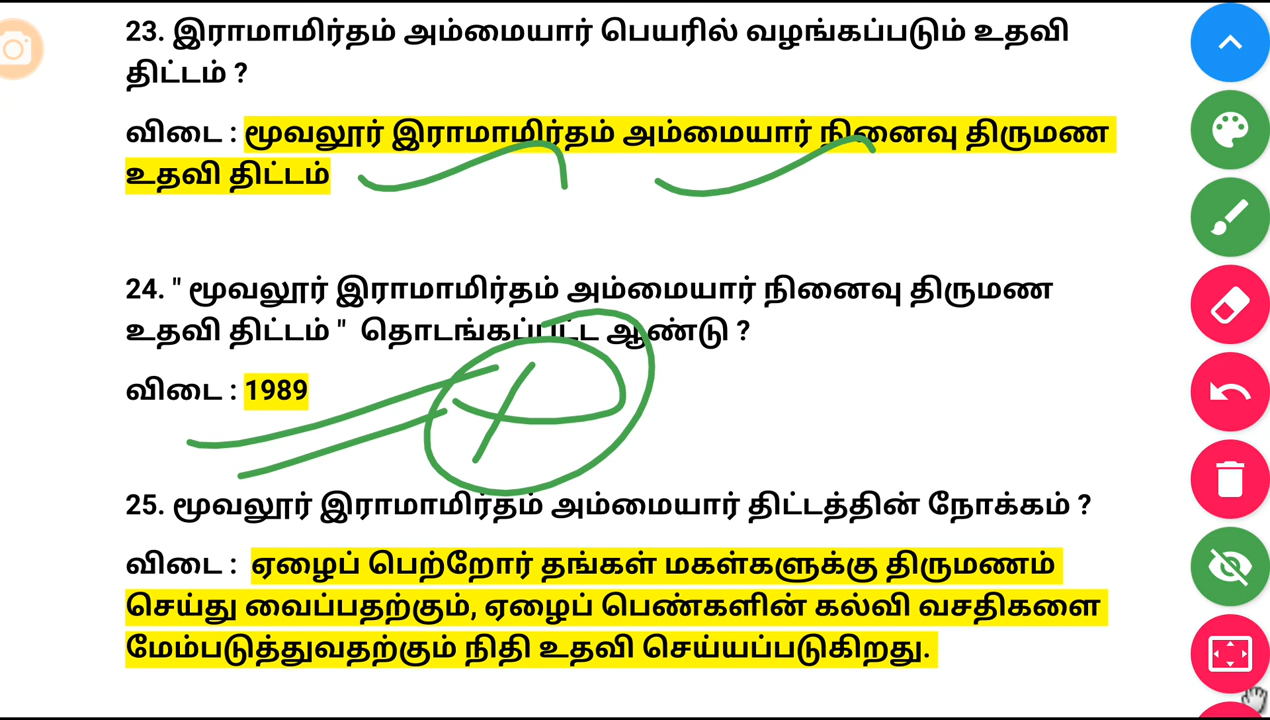 23. இராமாமிர்தம் அம்மையார் பெயரில் வழங்கப்படும் உதவி
திட்டம் ?
விடை : மூவலூர் இராமாமிர்தம் அம்மையார் நினைவு திருமண
உதவி திட்டம்
24. " மூவலூர் இராமாமிர்தம் அம்மையார் நினைவு திருமண
உதவி திட்டம் " தொடங்கப்பட்ட ஆண்டு ?
விடை : 1989
25. மூவலூர் இராமாமிர்தம் அம்மையார் திட்டத்தின் நோக்கம் ?
விடை : ஏழைப் பெற்றோர் தங்கள் மகள்களுக்கு திருமணம்
செய்து வைப்பதற்கும், ஏழைப் பெண்களின் கல்வி வசதிகளை
மேம்படுத்துவதற்கும் நிதி உதவி செய்யப்படுகிறது.